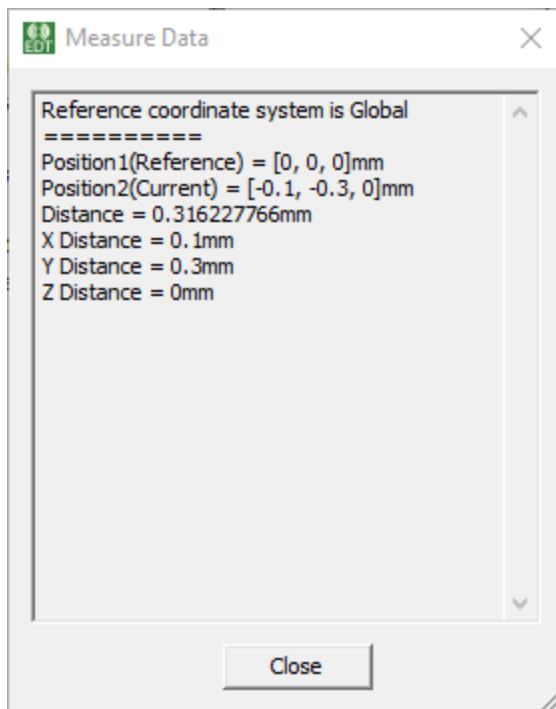 EDT
Measure Data
Reference coordinate system is Global
==========
Position1(Reference) = [0, 0, 0]mm
Position2(Current) = [-0.1, -0.3, 0]mm
Distance = 0.316227766mm
X Distance = 0.1mm
Y Distance = 0.3mm
Z Distance = 0mm
Close